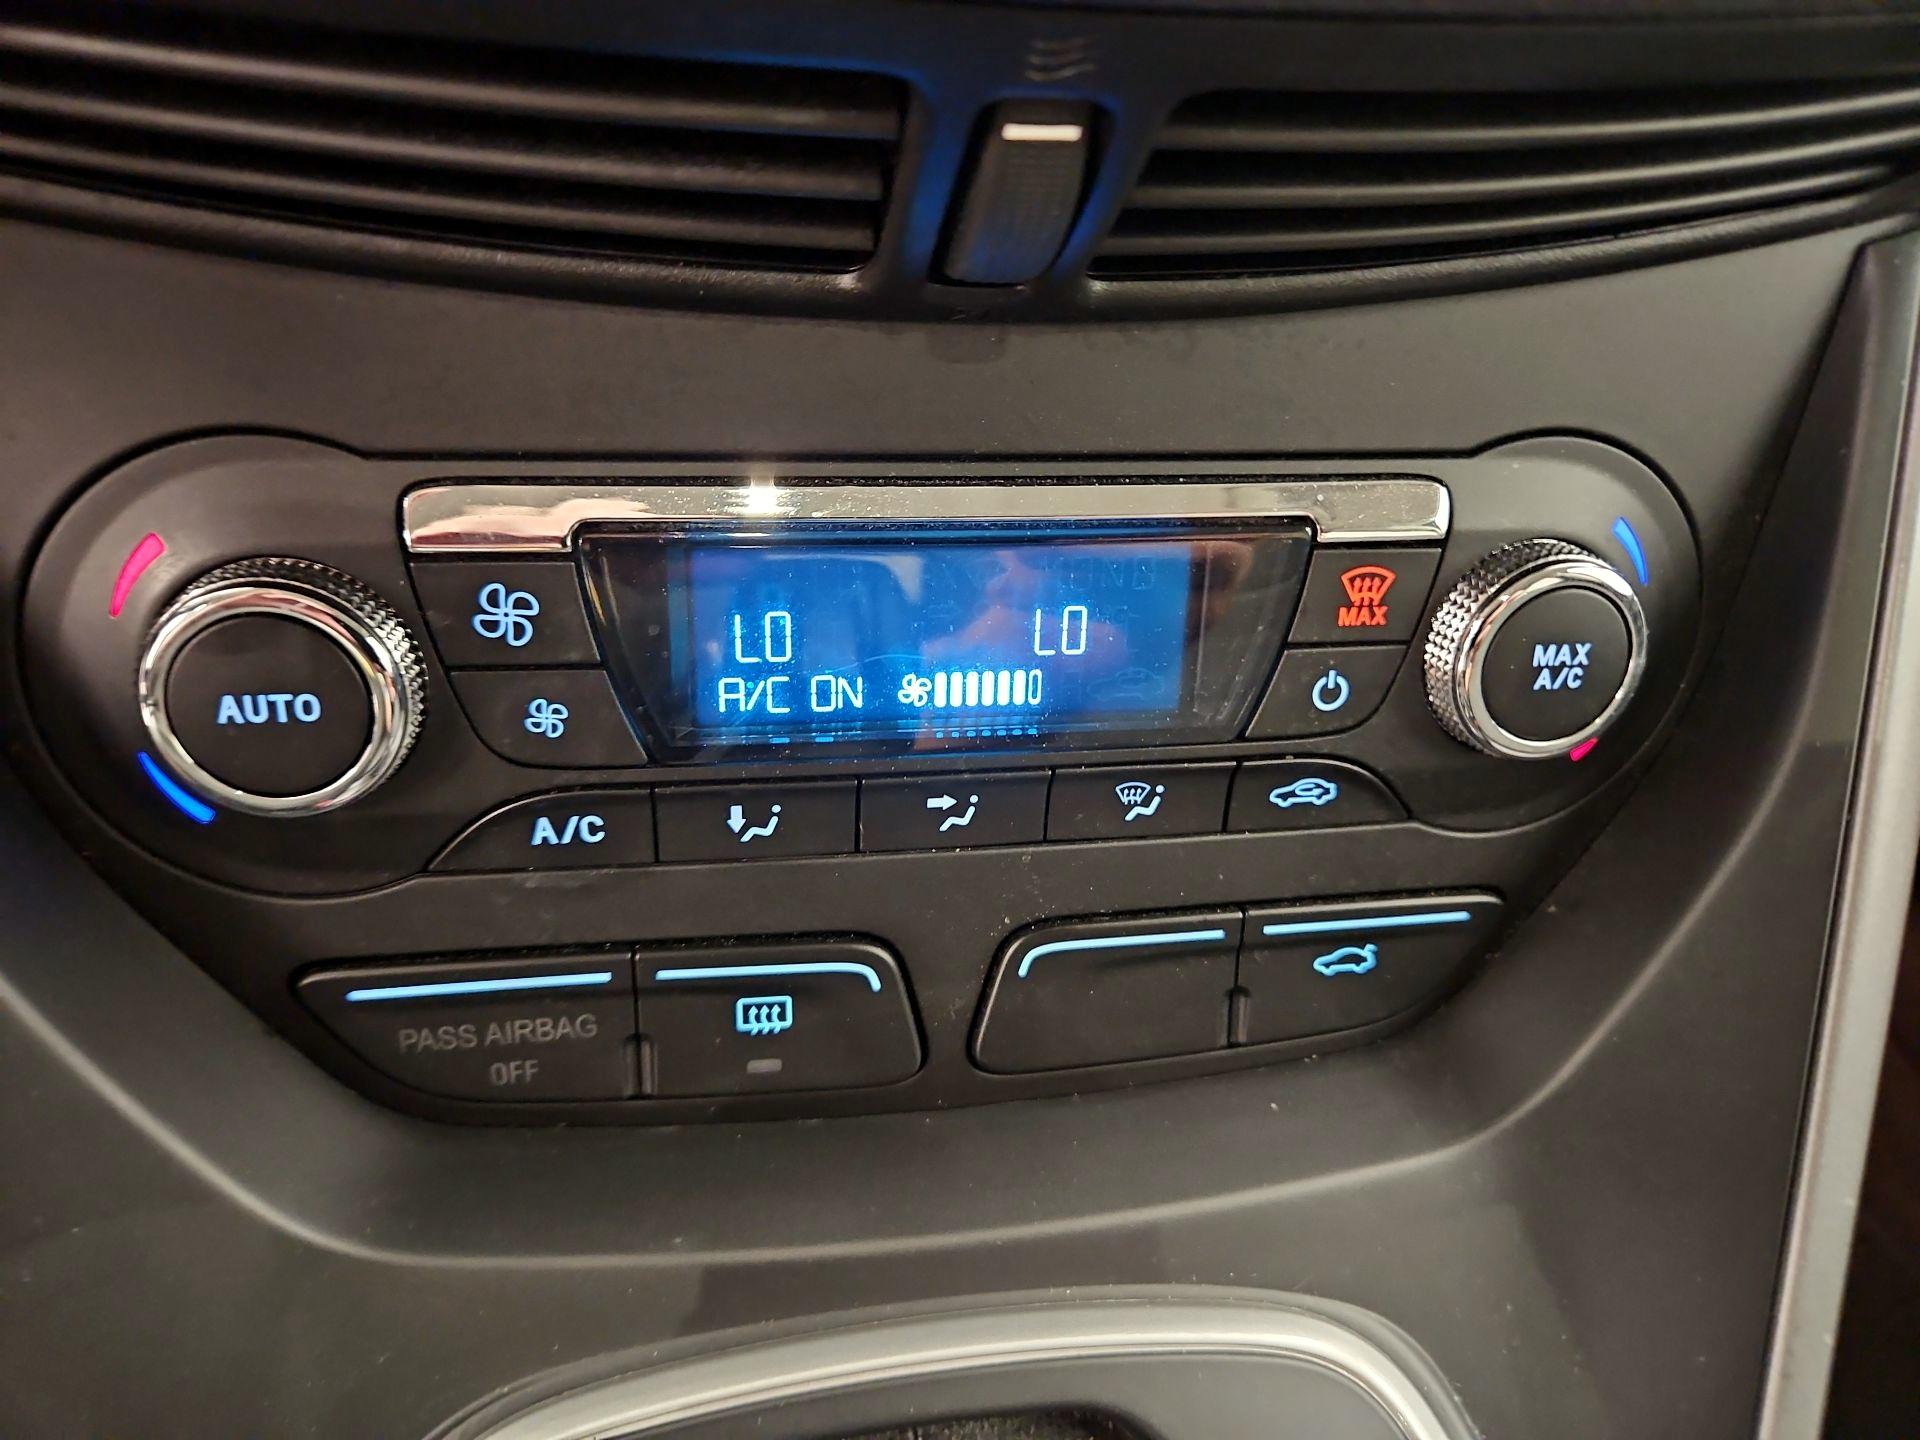 LO LO
A/C ON
AUTO
MAX
MAX
A/C
A/C
PASS AIRBAG
OFF